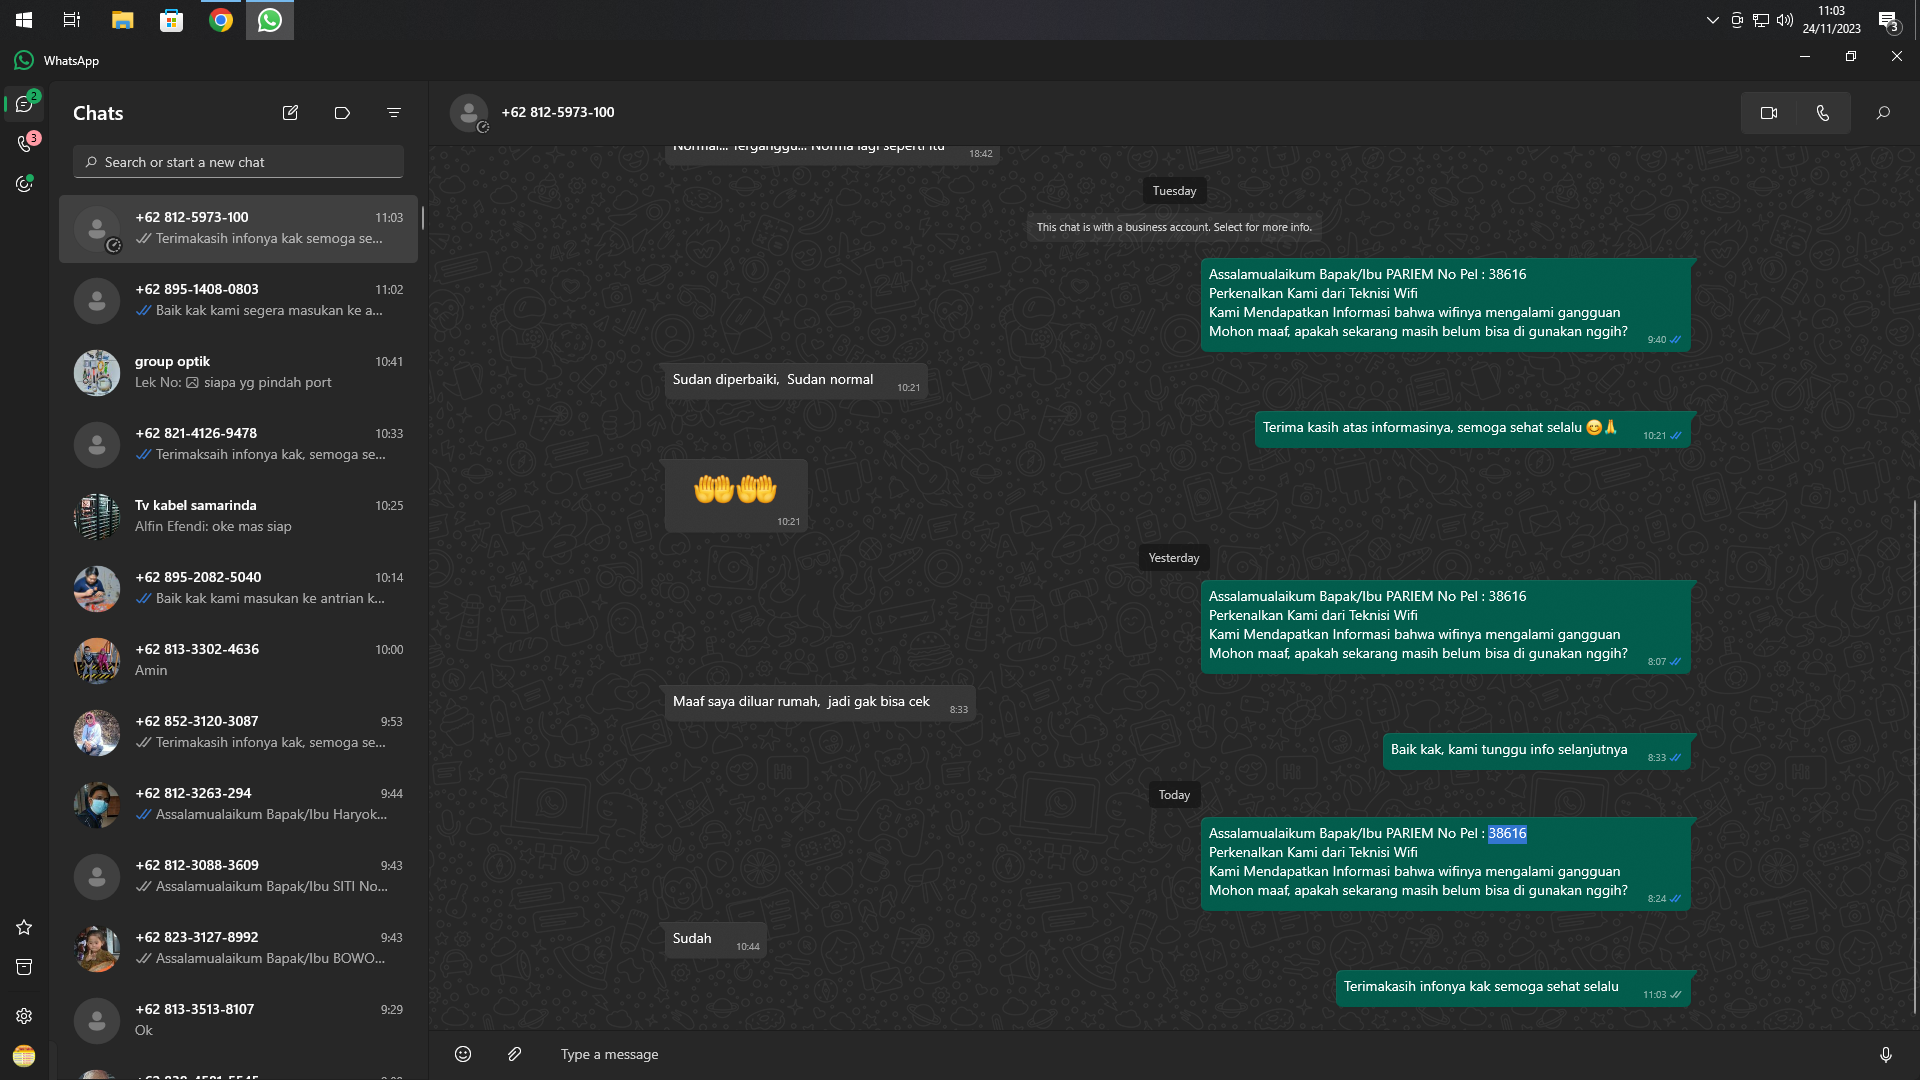 11:03
24/11/2023
3
WhatsApp
2
3
Chats
Search or start a new chat
+62 812-5973-100
11:03
Terimakasih infonya kak semoga se...
+62 895-1408-0803
11:02
Baik kak kami segera masukan ke a...
group optik
10:41
Lek No: siapa yg pindah port
+62 821-4126-9478
10:33
Terimaksaih infonya kak, semoga se...
Tv kabel samarinda
10:25
Alfin Efendi: oke mas siap
+62 895-2082-5040
10:14
Baik kak kami masukan ke antrian k...
+62 813-3302-4636
10:00
Amin
+62 852-3120-3087
9:53
Terimakasih infonya kak, semoga se...
+62 812-3263-294
9:44
Assalamualaikum Bapak/Ibu Haryok...
+62 812-3088-3609
9:43
Assalamualaikum Bapak/Ibu SITI No...
+62 823-3127-8992
9:43
Assalamualaikum Bapak/Ibu BOWO...
+62 813-3513-8107
9:29
Ok
+62 812-5973-100
Normal... Terganggu... Norma lagi seperti itu
18:42
Tuesday
This chat is with a business account. Select for more info.
Assalamualaikum Bapak/Ibu PARIEM No Pel : 38616
Perkenalkan Kami dari Teknisi Wifi
Kami Mendapatkan Informasi bahwa wifinya mengalami gangguan
Mohon maaf, apakah sekarang masih belum bisa di gunakan nggih?
9:40
Sudan diperbaiki, Sudan normal
10:21
Terima kasih atas informasinya, semoga sehat selalu 😊🙏
10:21
🤲🤲
10:21
Yesterday
Assalamualaikum Bapak/Ibu PARIEM No Pel : 38616
Perkenalkan Kami dari Teknisi Wifi
Kami Mendapatkan Informasi bahwa wifinya mengalami gangguan
Mohon maaf, apakah sekarang masih belum bisa di gunakan nggih?
8:07
Maaf saya diluar rumah, jadi gak bisa cek
8:33
Baik kak, kami tunggu info selanjutnya
8:33
Today
Assalamualaikum Bapak/Ibu PARIEM No Pel : 38616
Perkenalkan Kami dari Teknisi Wifi
Kami Mendapatkan Informasi bahwa wifinya mengalami gangguan
Mohon maaf, apakah sekarang masih belum bisa di gunakan nggih?
8:24
Sudah
10:44
Terimakasih infonya kak semoga sehat selalu
11:03
Type a message